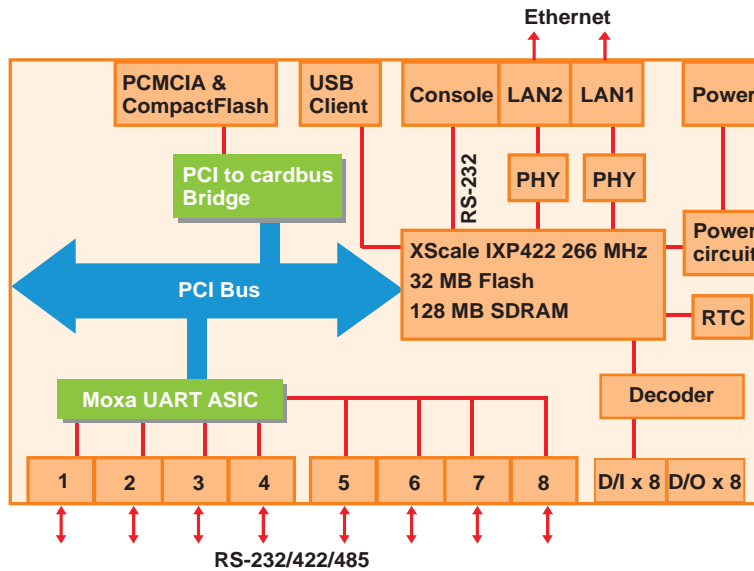 Ethernet
PCMCIA &
CompactFlash
USB
Client
Console
LAN2
LAN1
Power
PCI to cardbus
Bridge
RS-232
PHY
PHY
XScale IXP422 266 MHz
32 MB Flash
128 MB SDRAM
Power
circuit
PCI Bus
RTC
Moxa UART ASIC
Decoder
1
2
3
4
5
6
7
8
D/I x 8
D/O x 8
RS-232/422/485